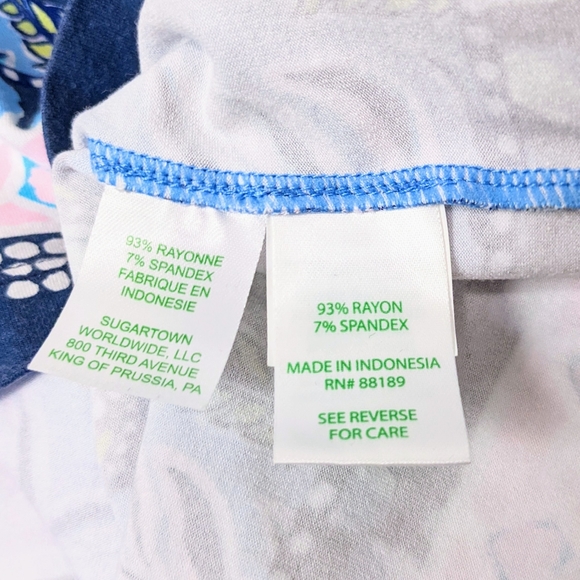 93% RAYONNE
7% SPANDEX
FABRIQUE EN
INDONESIE
SUGARTOWN
WORLDWIDE, LLC
800 THIRD AVENUE
KING OF PRUSSIA, PA
93% RAYON
7% SPANDEX
MADE IN INDONESIA
RN# 88189
SEE REVERSE
FOR CARE